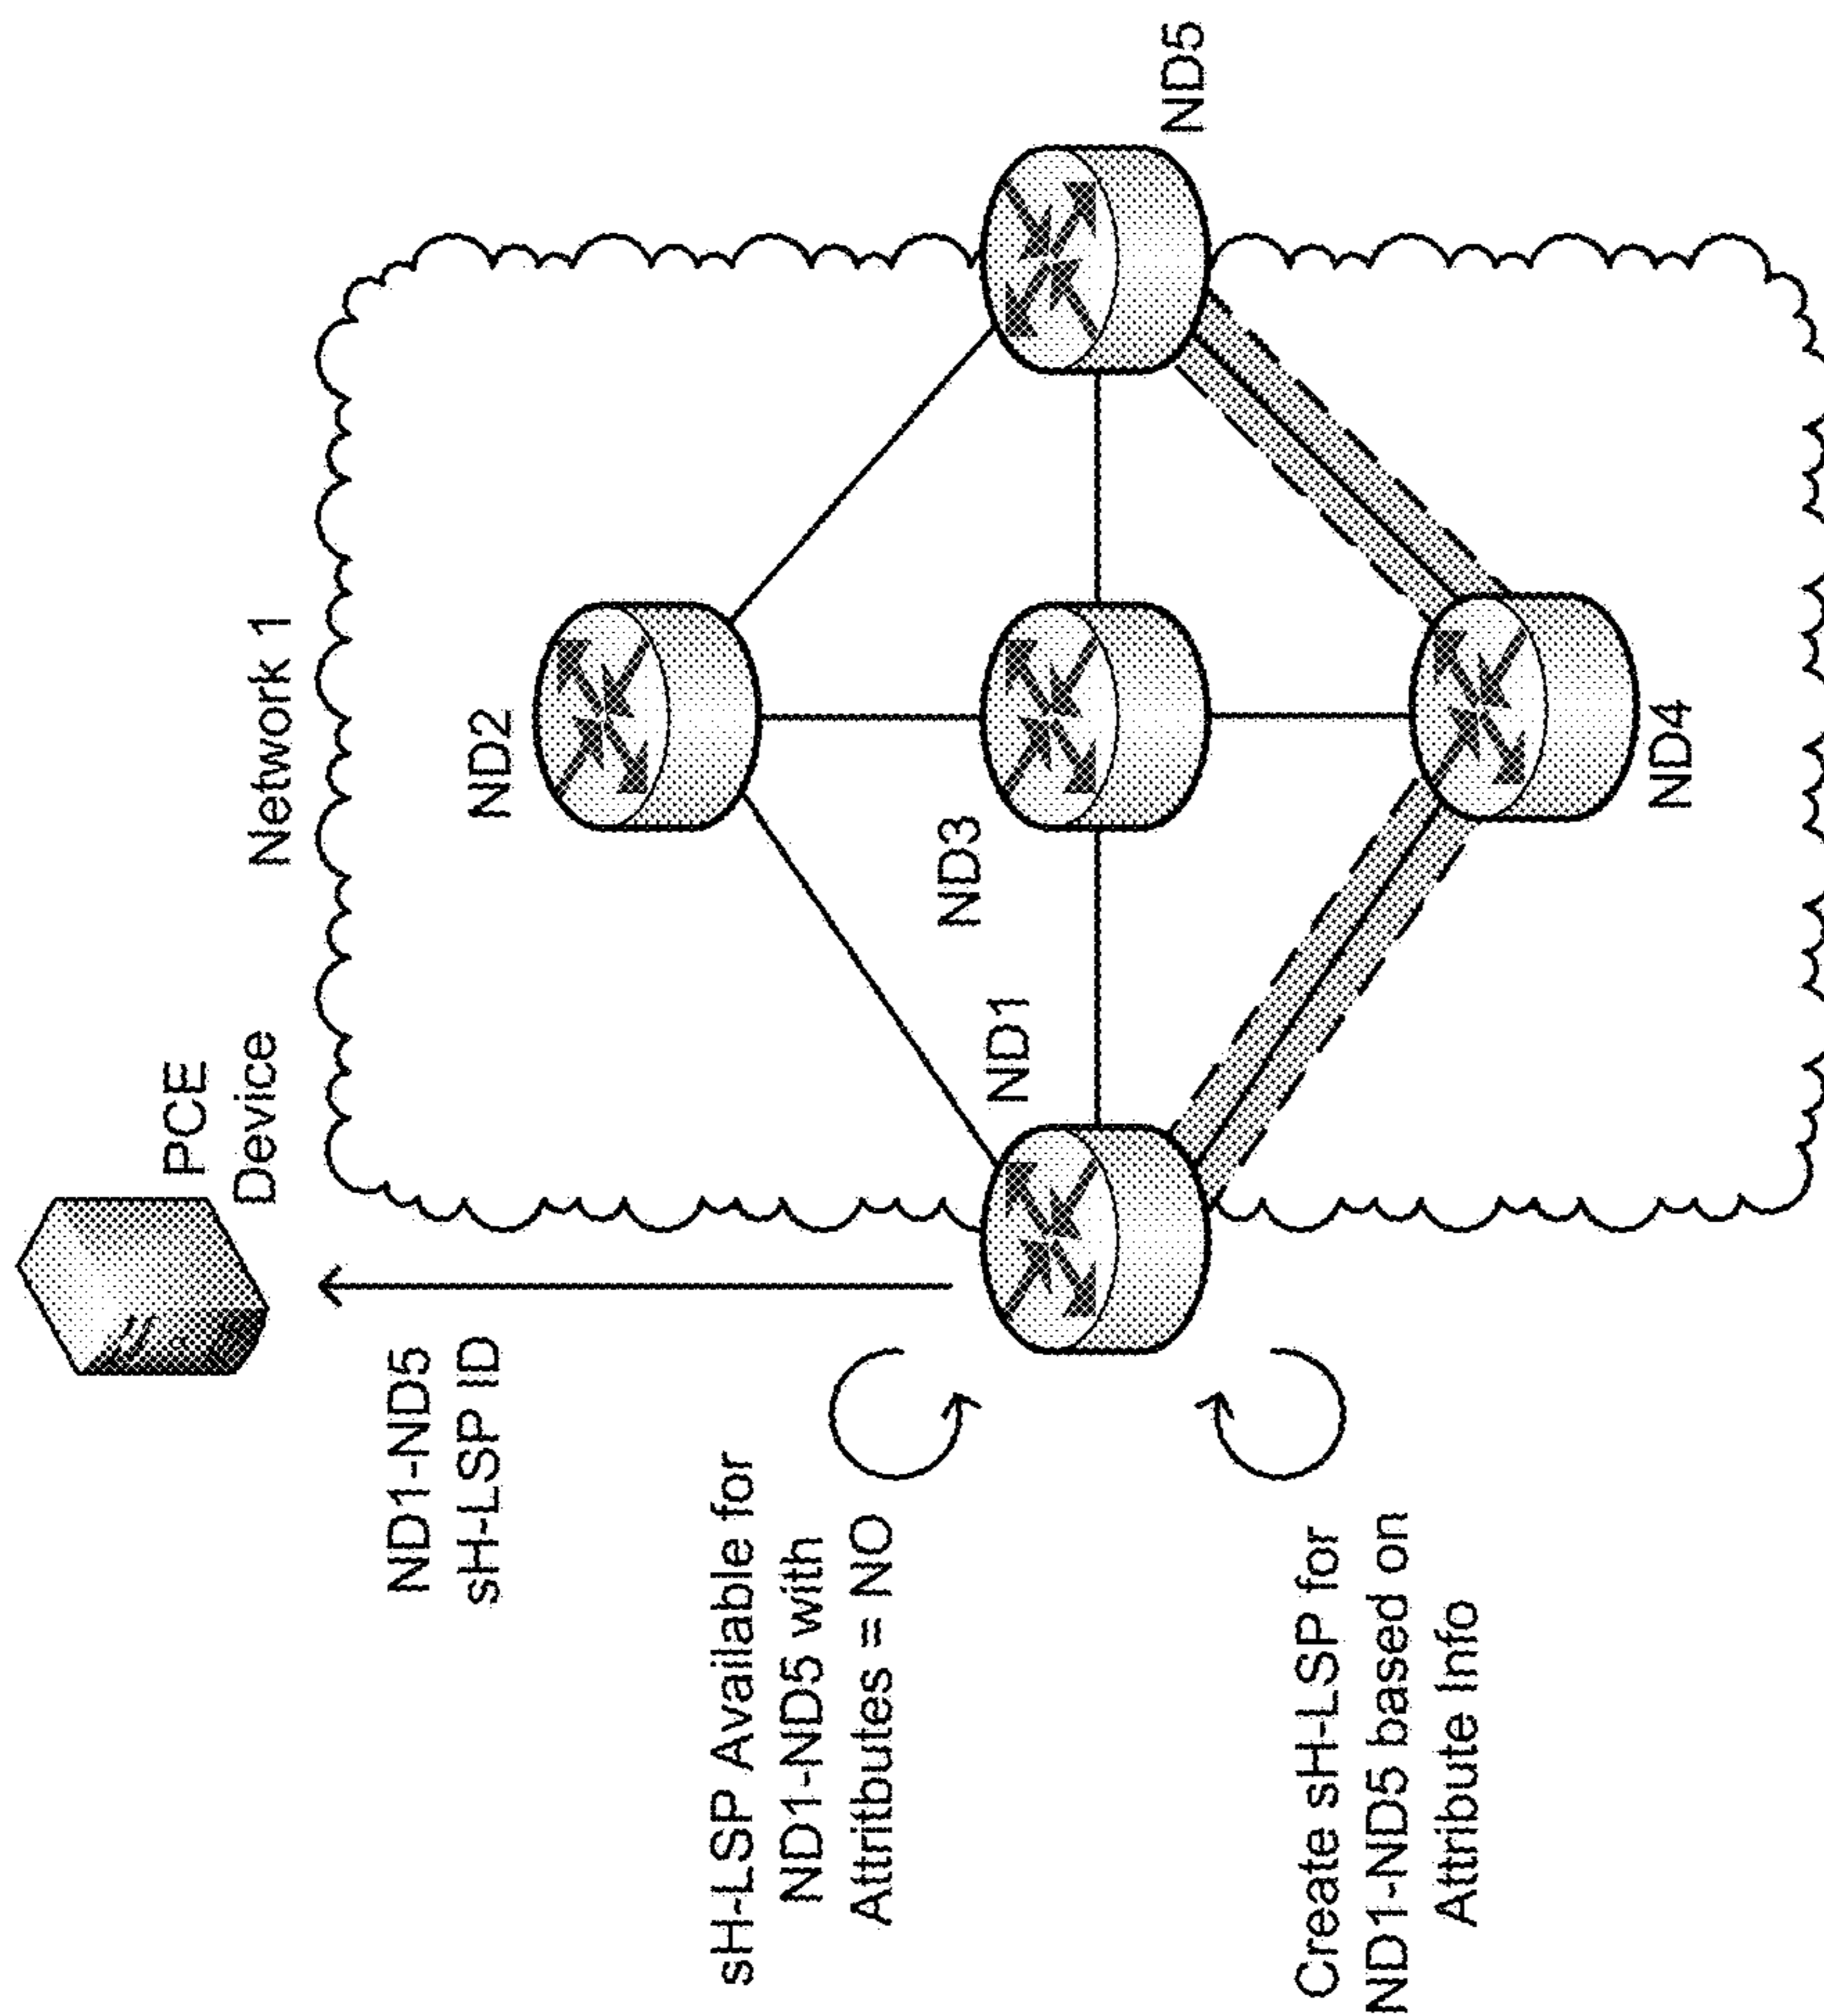 PCE
Device
Network 1
ND1-ND5
sH-LSP ID
ND2
sH-LSP Available for
ND1-ND5 with
Attritbutes = NO
ND1
ND3
ND5
Create sH-LSP for
ND1-ND5 based on
Attribute Info
ND4